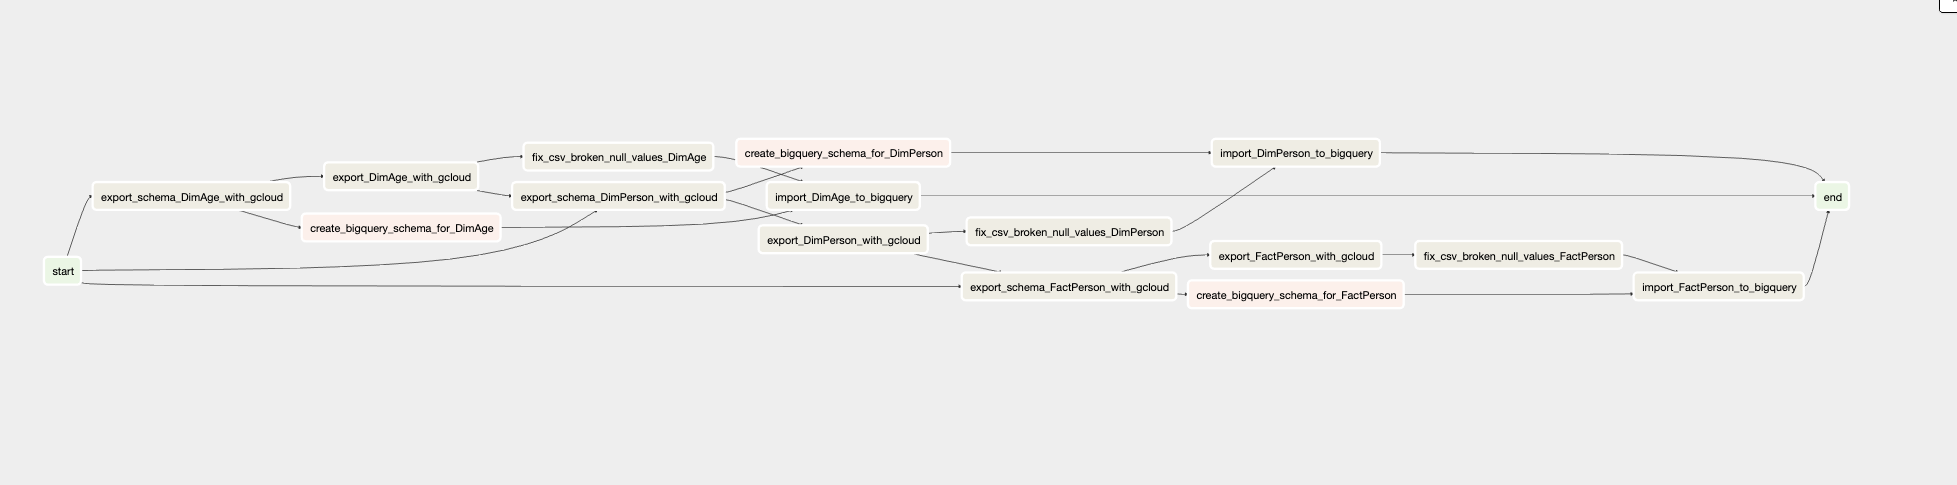 fix_csv_broken_null_values_DimAge
create_bigquery_schema_for_DimPerson
import_DimPerson_to_bigquery
export_DimAge_with_gcloud
export_schema_DimAge_with_gcloud
export_schema_DimPerson_with_gcloud
import_DimAge_to_bigquery
end
create_bigquery_schema_for_DimAge
export_DimPerson_with_gcloud
fix_csv_broken_null_values_DimPerson
export_FactPerson_with_gcloud
fix_csv_broken_null_values_FactPerson
start
export_schema_FactPerson_with_gcloud
create_bigquery_schema_for_FactPerson
import_FactPerson_to_bigquery